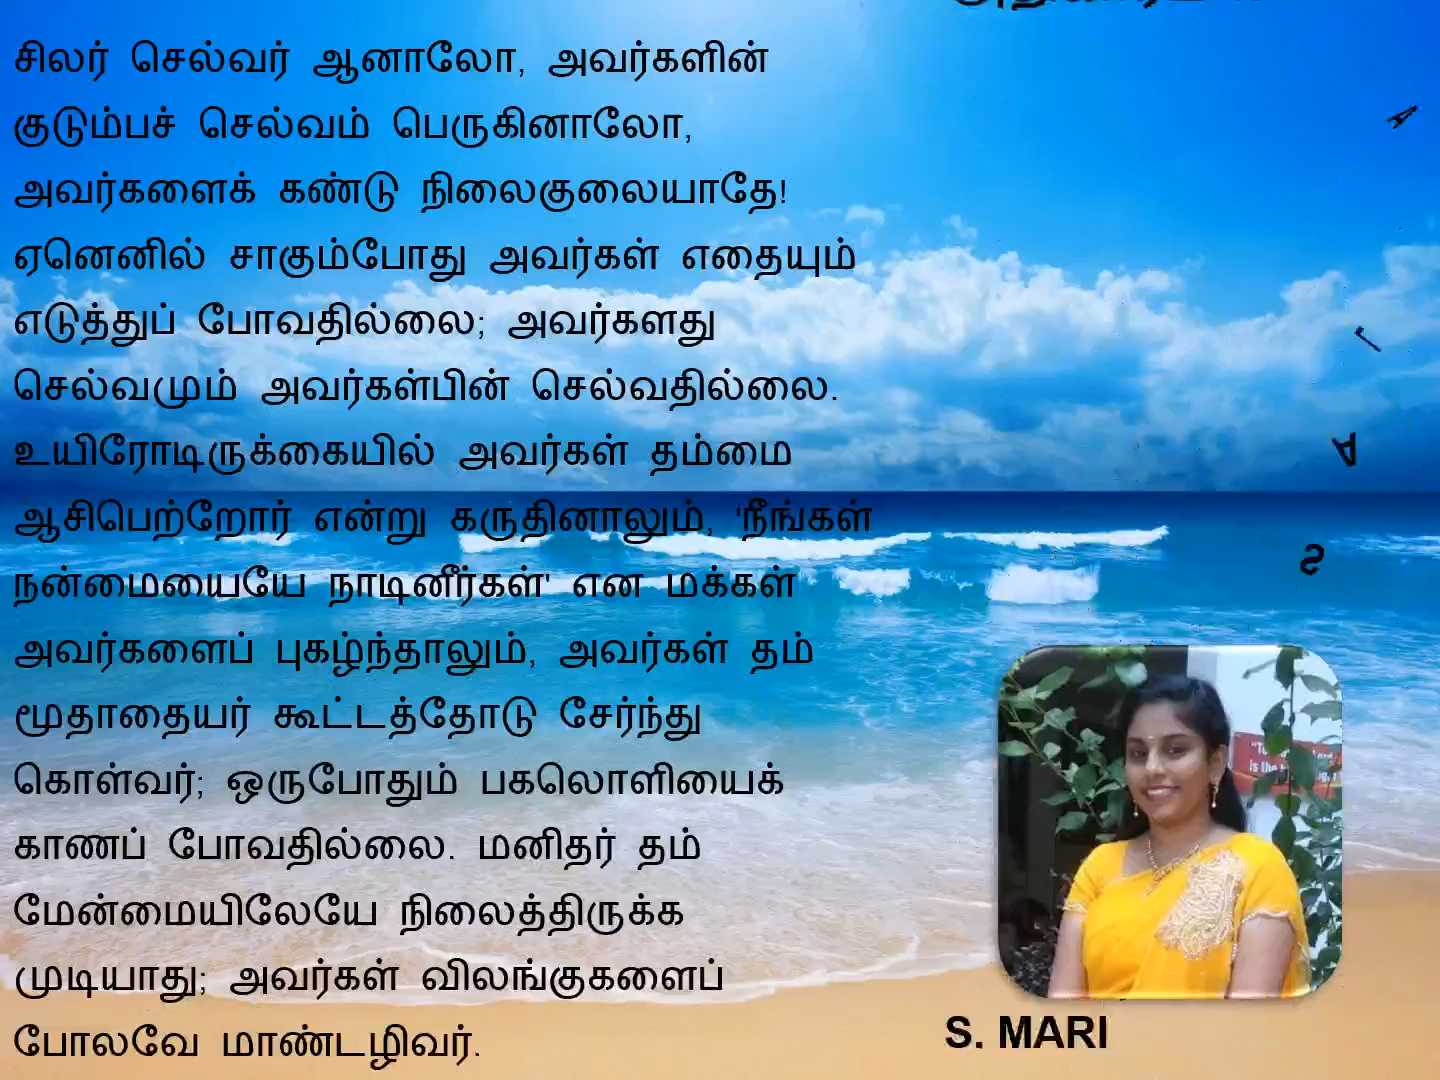 சிலர் செல்வர் ஆனாலோ, அவர்களின்
குடும்பச் செல்வம் பெருகினாலோ,
அவர்களைக் கண்டு நிலைகுலையாதே!
ஏனெனில் சாகும்போது அவர்கள் எதையும்
எடுத்துப் போவதில்லை; அவர்களது
செல்வமும் அவர்கள்பின் செல்வதில்லை.
உயிரோடிருக்கையில் அவர்கள் தம்மை
ஆசிபெற்றோர் என்று கருதினாலும், 'நீங்கள்
நன்மையையே நாடினீர்கள்' என மக்கள்
அவர்களைப் புகழ்ந்தாலும், அவர்கள் தம்
மூதாதையர் கூட்டத்தோடு சேர்ந்து
கொள்வர்; ஒருபோதும் பகலொளியைக்
காணப் போவதில்லை. மனிதர் தம்
மேன்மையிலேயே நிலைத்திருக்க
முடியாது; அவர்கள் விலங்குகளைப்
போலவே மாண்டழிவர்.
A
J
A
S
is the
S. MARI